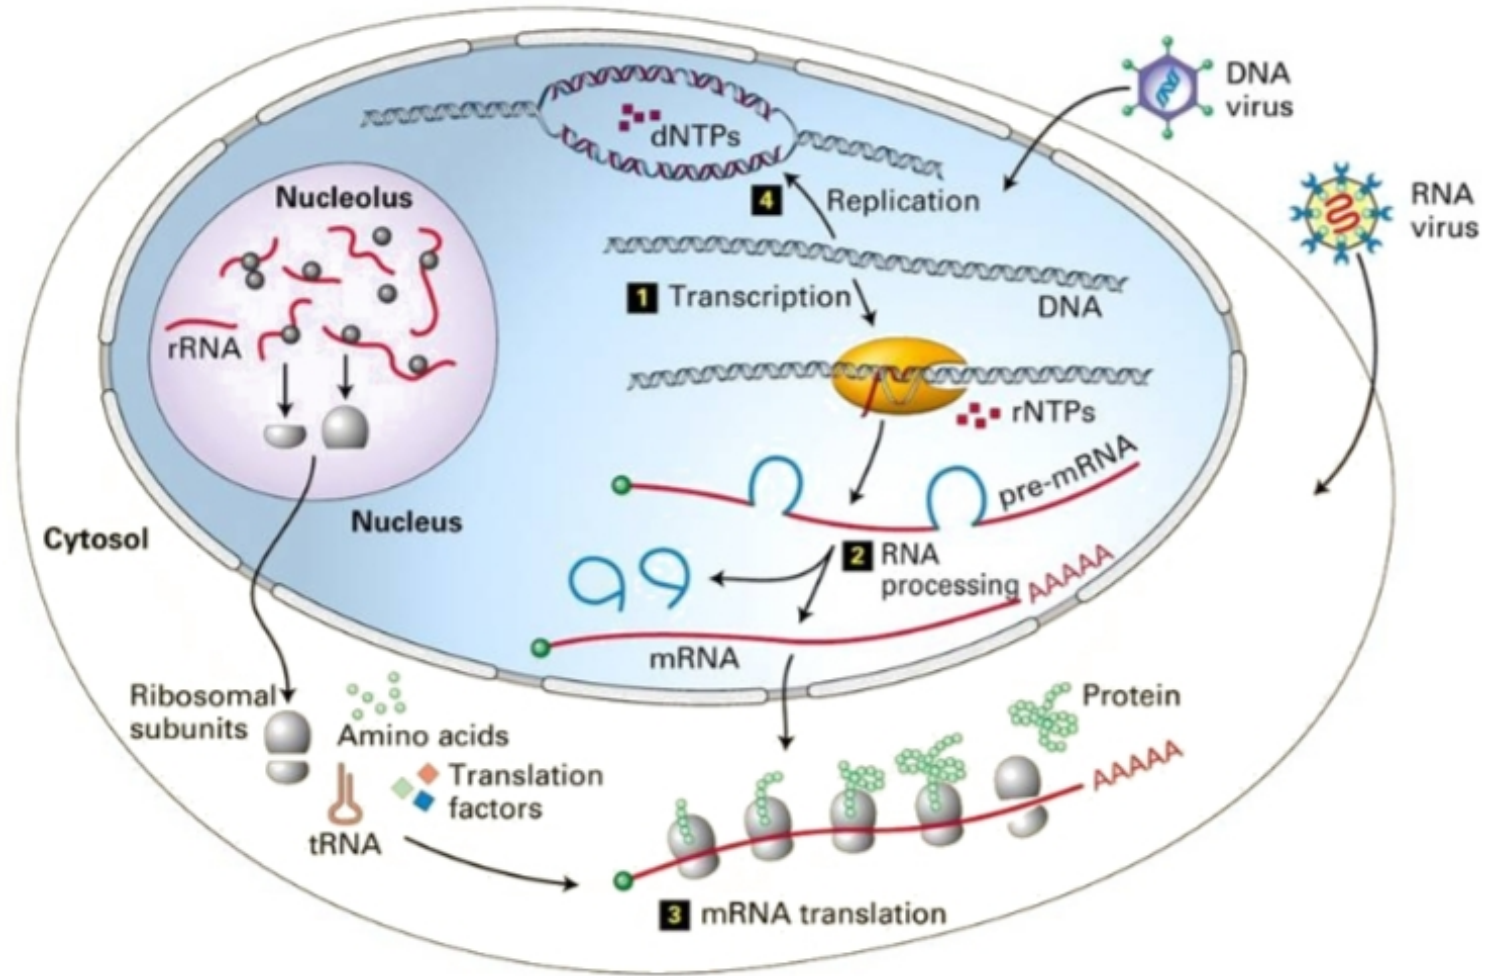 DNA
virus
RNA
virus
dNTPs
4 Replication
Nucleolus
1 Transcription
DNA
rRNA
rNTPs
pre-mRNA
Nucleus
Cytosol
2 RNA
processing
AAAAA
mRNA
Ribosomal
subunits
Amino acids
Protein
Translation
factors
AAAAA
tRNA
3 mRNA translation